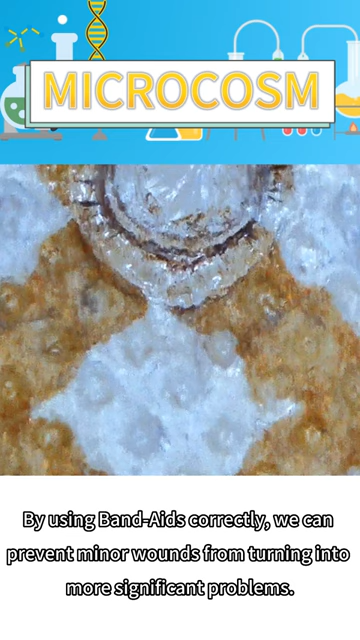 MICROCOSM
By using Band-Aids correctly, we can
prevent minor wounds from turning into
more significant problems.